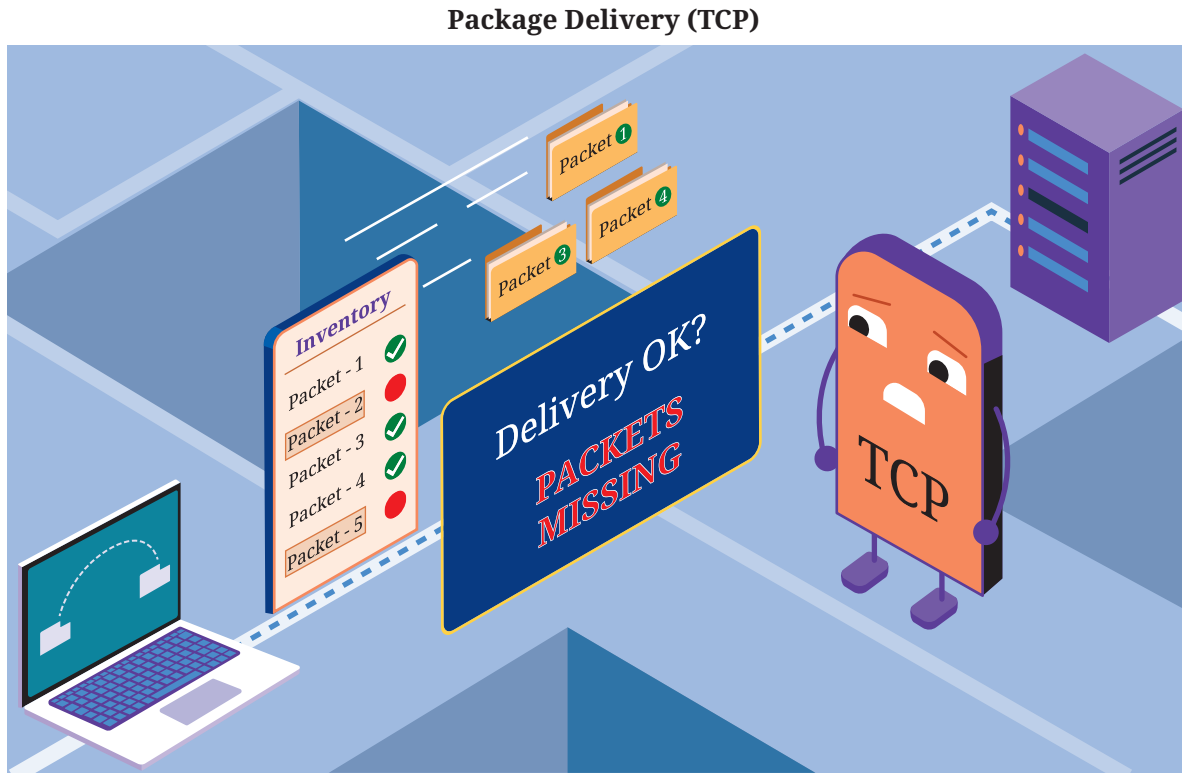 Package Delivery (TCP)
Packet 1
Packet 4
Packet 3
Inventory
Packet - 1
Packet - 2
Packet - 3
Packet - 4
Packet - 5
Delivery OK?
PACKETS
MISSING
TCP